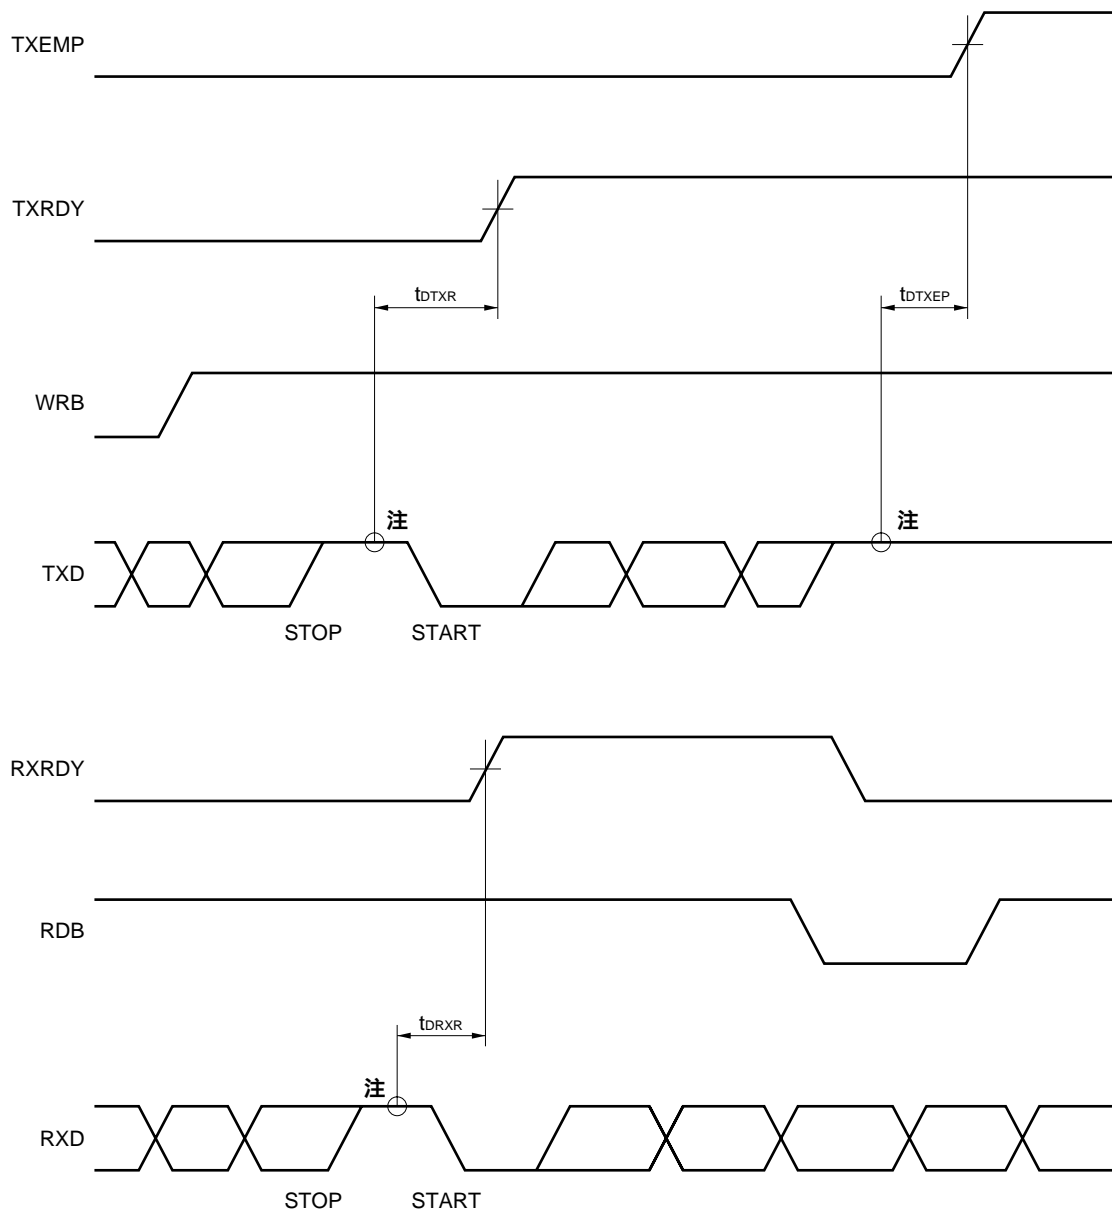 TXEMP
TXRDY
tDTXR
tDTXEP
WRB
注
注
TXD
STOP
START
RXRDY
RDB
tDRXR
注
RXD
STOP
START